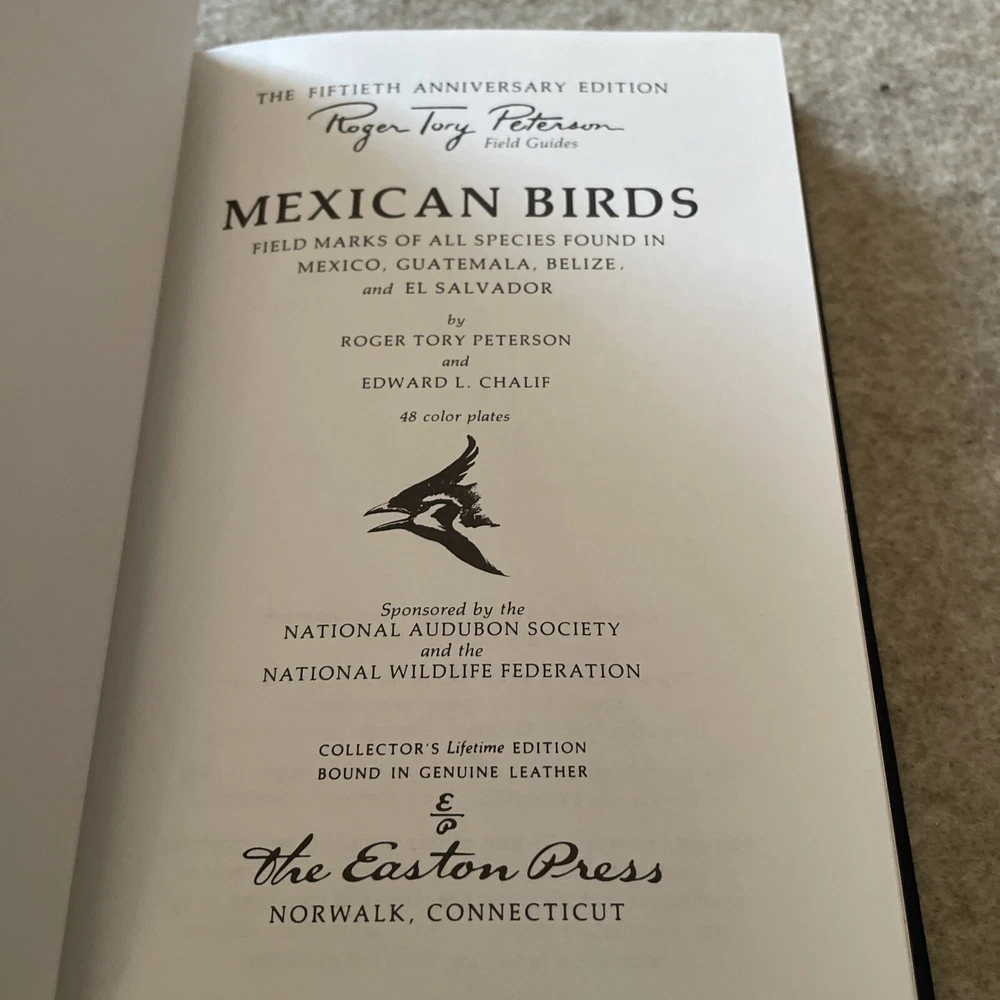 THE FIFTIETH ANNIVERSARY EDITION
Roger Tory Peterson
Field Guides
MEXICAN BIRDS
FIELD MARKS OF ALL SPECIES FOUND IN
MEXICO, GUATEMALA, BELIZE,
and EL SALVADOR
by
ROGER TORY PETERSON
and
EDWARD L. CHALIF
48 color plates
Sponsored by the
NATIONAL AUDUBON SOCIETY
and the
NATIONAL WILDLIFE FEDERATION
COLLECTOR'S Lifetime EDITION
BOUND IN GENUINE LEATHER
E
P
The Easton Press
NORWALK, CONNECTICUT